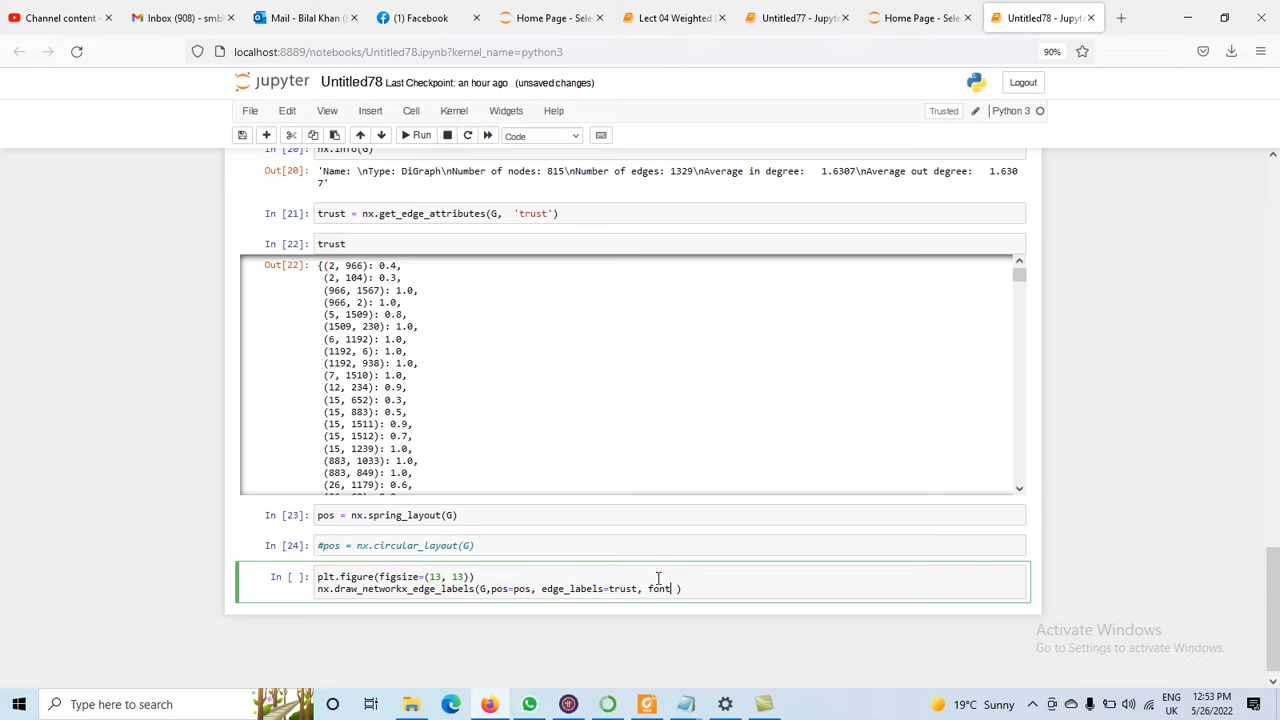 Channel content - Y
Inbox (908) - smbi
Mail - Bilal Khan (
(1) Facebook
Home Page - Sele
Lect 04 Weighted
Untitled77 - Jupyte
Home Page - Sele
Untitled78 - Jupyte
localhost:8889/notebooks/Untitled78.ipynb?kernel_name=python3
90%
jupyter Untitled78 Last Checkpoint: an hour ago (unsaved changes)
Logout
File Edit View Insert Cell Kernel Widgets Help
Trusted
Python 3
Run
Code
In [20]: nx.info(G)
Out[20]: 'Name: \nType: DiGraph\nNumber of nodes: 815\nNumber of edges: 1329\nAverage in degree:   1.6307\nAverage out degree:   1.630
7'
In [21]: trust = nx.get_edge_attributes(G,  'trust')
In [22]: trust
Out[22]: {(2, 966): 0.4,
(2, 104): 0.3,
(966, 1567): 1.0,
(966, 2): 1.0,
(5, 1509): 0.8,
(1509, 230): 1.0,
(6, 1192): 1.0,
(1192, 6): 1.0,
(1192, 938): 1.0,
(7, 1510): 1.0,
(12, 234): 0.9,
(15, 652): 0.3,
(15, 883): 0.5,
(15, 1511): 0.9,
(15, 1512): 0.7,
(15, 1239): 1.0,
(883, 1033): 1.0,
(883, 849): 1.0,
(26, 1179): 0.6,
In [23]: pos = nx.spring_layout(G)
In [24]: #pos = nx.circular_layout(G)
In [ ]: plt.figure(figsize=(13, 13))
nx.draw_networkx_edge_labels(G,pos=pos, edge_labels=trust, font )
Activate Windows
Go to Settings to activate Windows.
Type here to search
19°C Sunny
ENG
UK
12:53 PM
5/26/2022